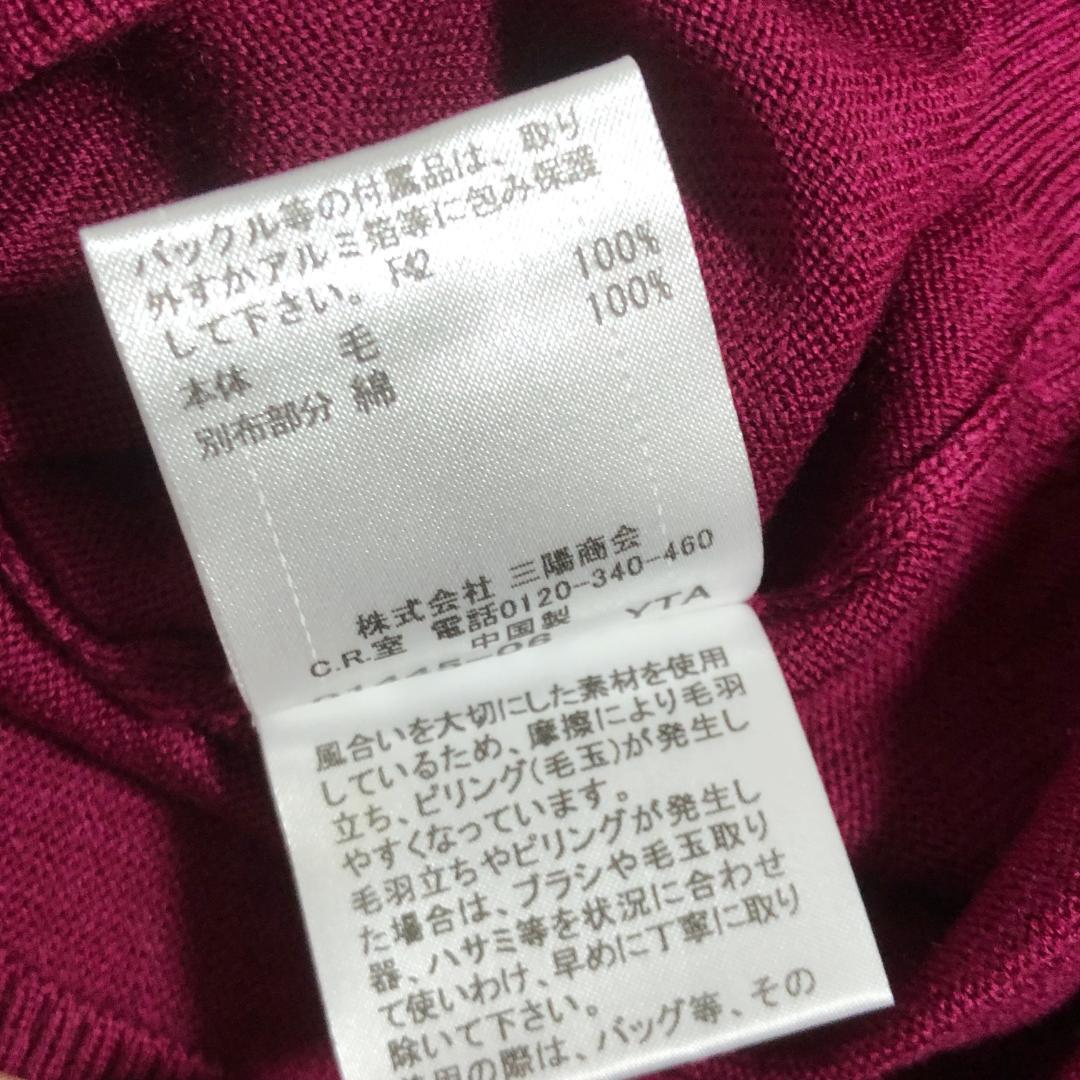 バックル等の付属品は、取り
外すかアルミ箔等に包み保護
して下さい。 F42
本体 毛 100%
別布部分 綿 100%
株式会社 三陽商会
C.R.室 電話0120-340-460
中国製 YTA
風合いを大切にした素材を使用
しているため、摩擦により毛羽
立ち、ピリング(毛玉)が発生し
やすくなっています。
毛羽立ちやピリングが発生し
た場合は、ブラシや毛玉取り
器、ハサミ等を状況に合わせ
て使いわけ、早めに丁寧に取り
除いて下さい。
使用の際は、バッグ等、その